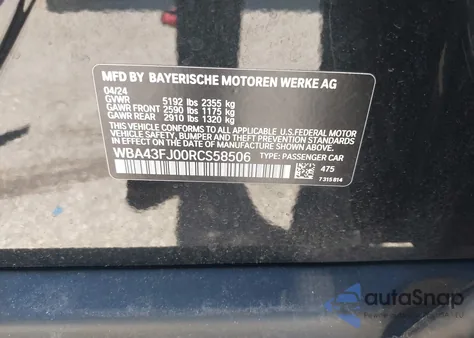 MFD BY BAYERISCHE MOTOREN WERKE AG
04/24
GVWR 5192 lbs 2355 kg
GAWR FRONT 2590 lbs 1175 kg
GAWR REAR 2910 lbs 1320 kg
THIS VEHICLE CONFORMS TO ALL APPLICABLE U.S.FEDERAL MOTOR
VEHICLE SAFETY, BUMPER, AND THEFT PREVENTION STANDARDS IN
EFFECT ON THE DATE OF MANUFACTURE SHOWN ABOVE.
WBA43FJ00RCS58506 TYPE: PASSENGER CAR
475
7 315 814
autoSnap